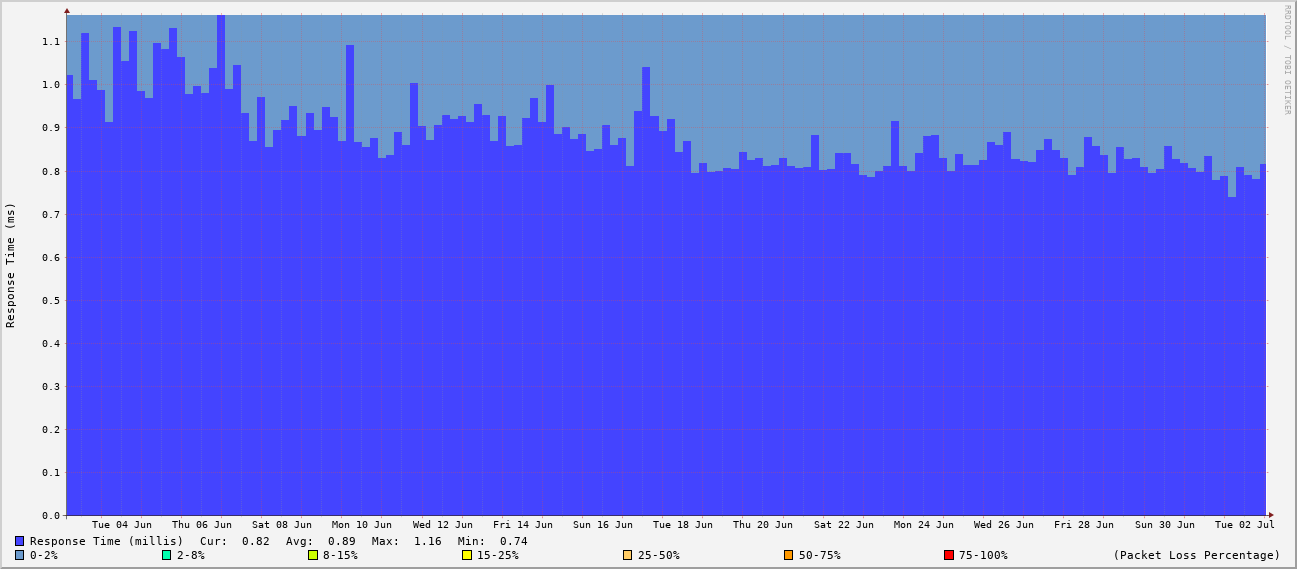 RRDTOOL / TOBI OETIKER
Response Time (ms)
1.1
1.0
0.9
0.8
0.7
0.6
0.5
0.4
0.3
0.2
0.1
0.0
Tue 04 Jun Thu 06 Jun Sat 08 Jun Mon 10 Jun Wed 12 Jun Fri 14 Jun Sun 16 Jun Tue 18 Jun Thu 20 Jun Sat 22 Jun Mon 24 Jun Wed 26 Jun Fri 28 Jun Sun 30 Jun Tue 02 Jul
Response Time (millis) Cur: 0.82 Avg: 0.89 Max: 1.16 Min: 0.74
0-2% 2-8% 8-15% 15-25% 25-50% 50-75% 75-100% (Packet Loss Percentage)